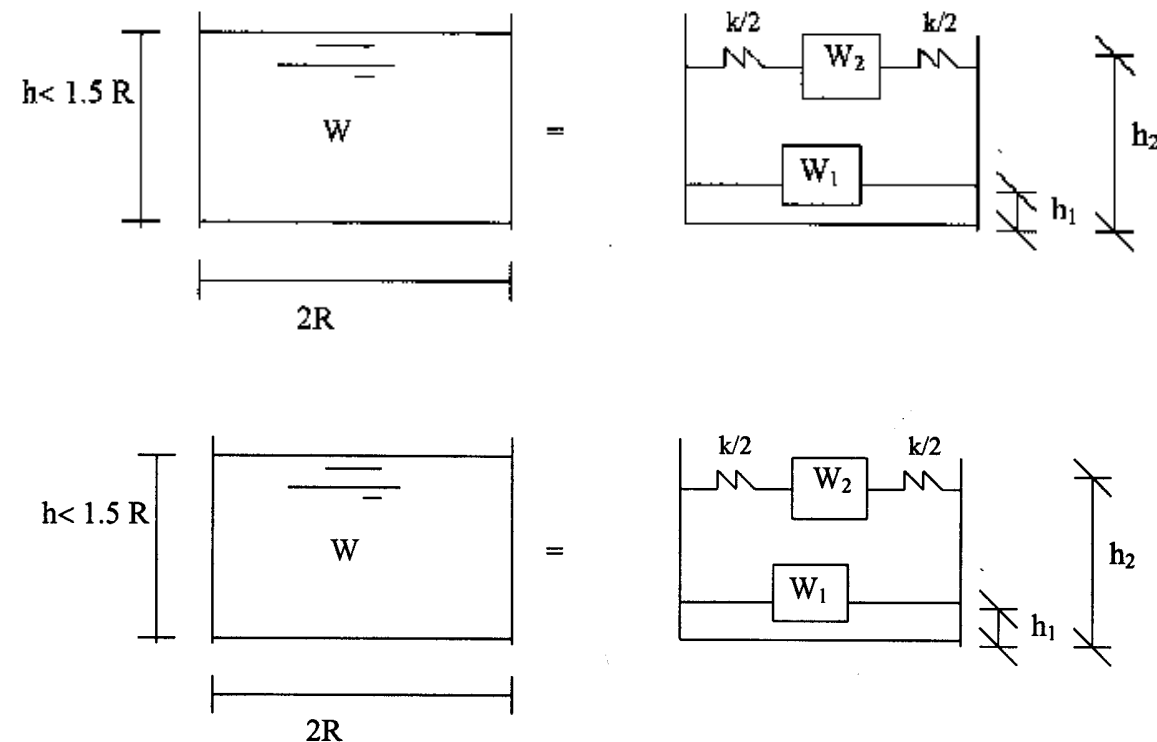 k/2 k/2
W₂
h< 1.5 R
W
=
h₂
W₁
h₁
2R
k/2 k/2
W₂
h< 1.5 R
W
=
h₂
W₁
h₁
2R